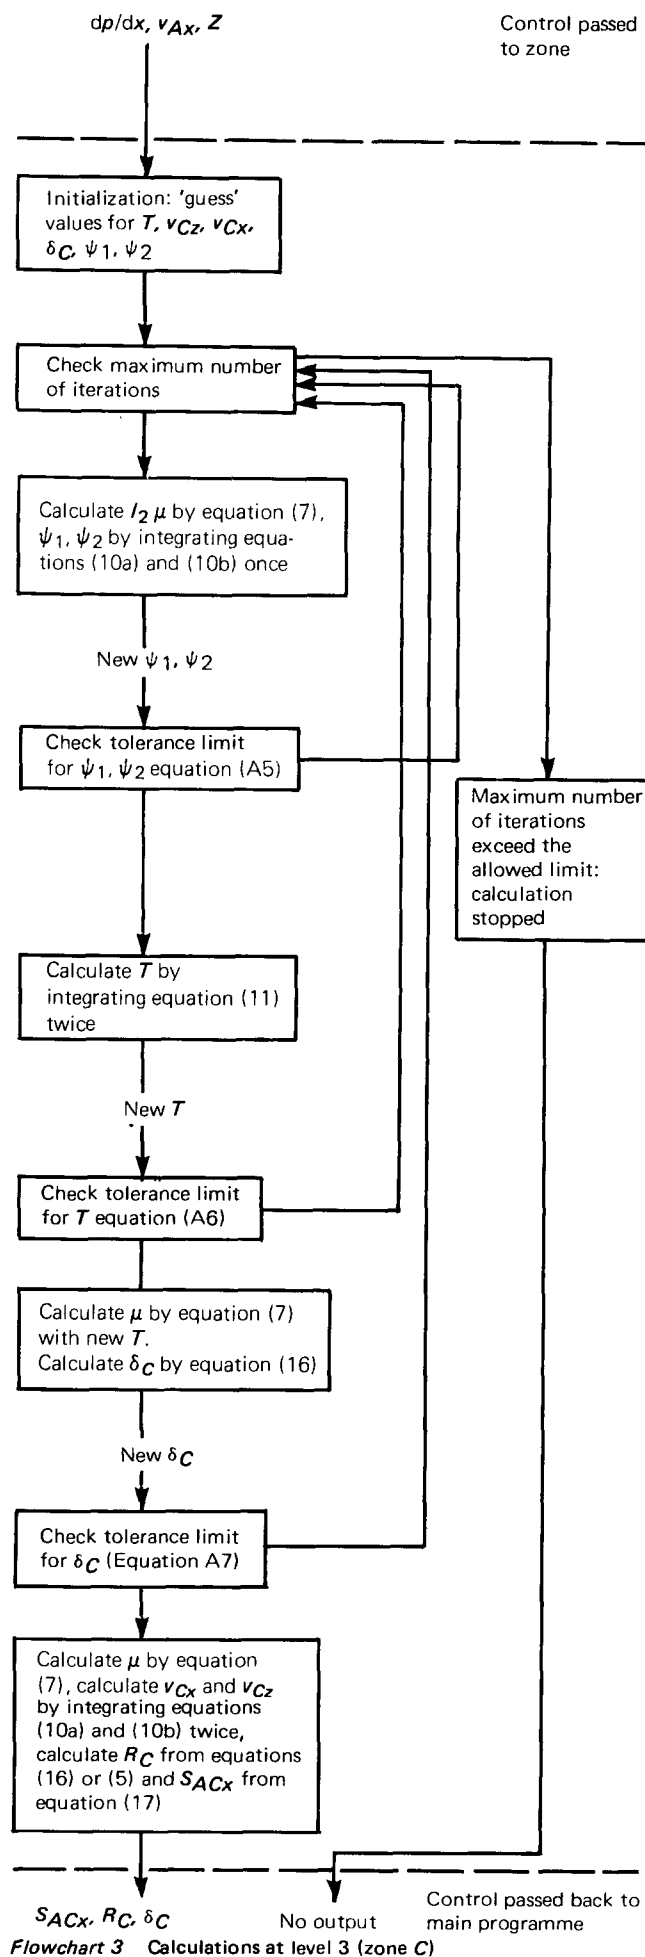 dp/dx, vAx, Z
Control passed
to zone
Initialization: 'guess'
values for T, vCz, vCx,
δC, ψ1, ψ2
Check maximum number
of iterations
Calculate I2 μ by equation (7),
ψ1, ψ2 by integrating equa-
tions (10a) and (10b) once
New ψ1, ψ2
Check tolerance limit
for ψ1, ψ2 equation (A5)
Maximum number
of iterations
exceed the
allowed limit:
calculation
stopped
Calculate T by
integrating equation (11)
twice
New T
Check tolerance limit
for T equation (A6)
Calculate μ by equation (7)
with new T.
Calculate δC by equation (16)
New δC
Check tolerance limit
for δC (Equation A7)
Calculate μ by equation
(7), calculate vCx and vCz
by integrating equations
(10a) and (10b) twice,
calculate RC from equations
(16) or (5) and SACx from
equation (17)
SACx, RC, δC
No output
Control passed back to
main programme
Flowchart 3 Calculations at level 3 (zone C)